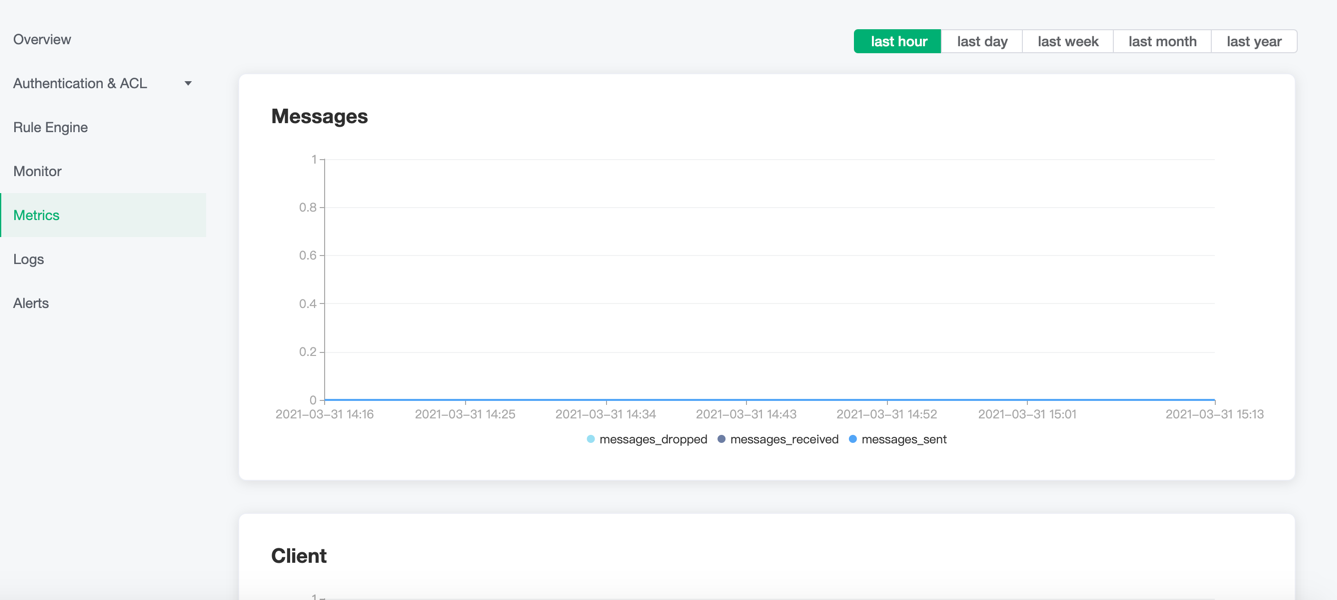 Overview
Authentication & ACL
Rule Engine
Monitor
Metrics
Logs
Alerts
last hour last day last week last month last year
Messages
1
0.8
0.6
0.4
0.2
0
2021-03-31 14:16 2021-03-31 14:25 2021-03-31 14:34 2021-03-31 14:43 2021-03-31 14:52 2021-03-31 15:01 2021-03-31 15:13
messages_dropped messages_received messages_sent
Client
1